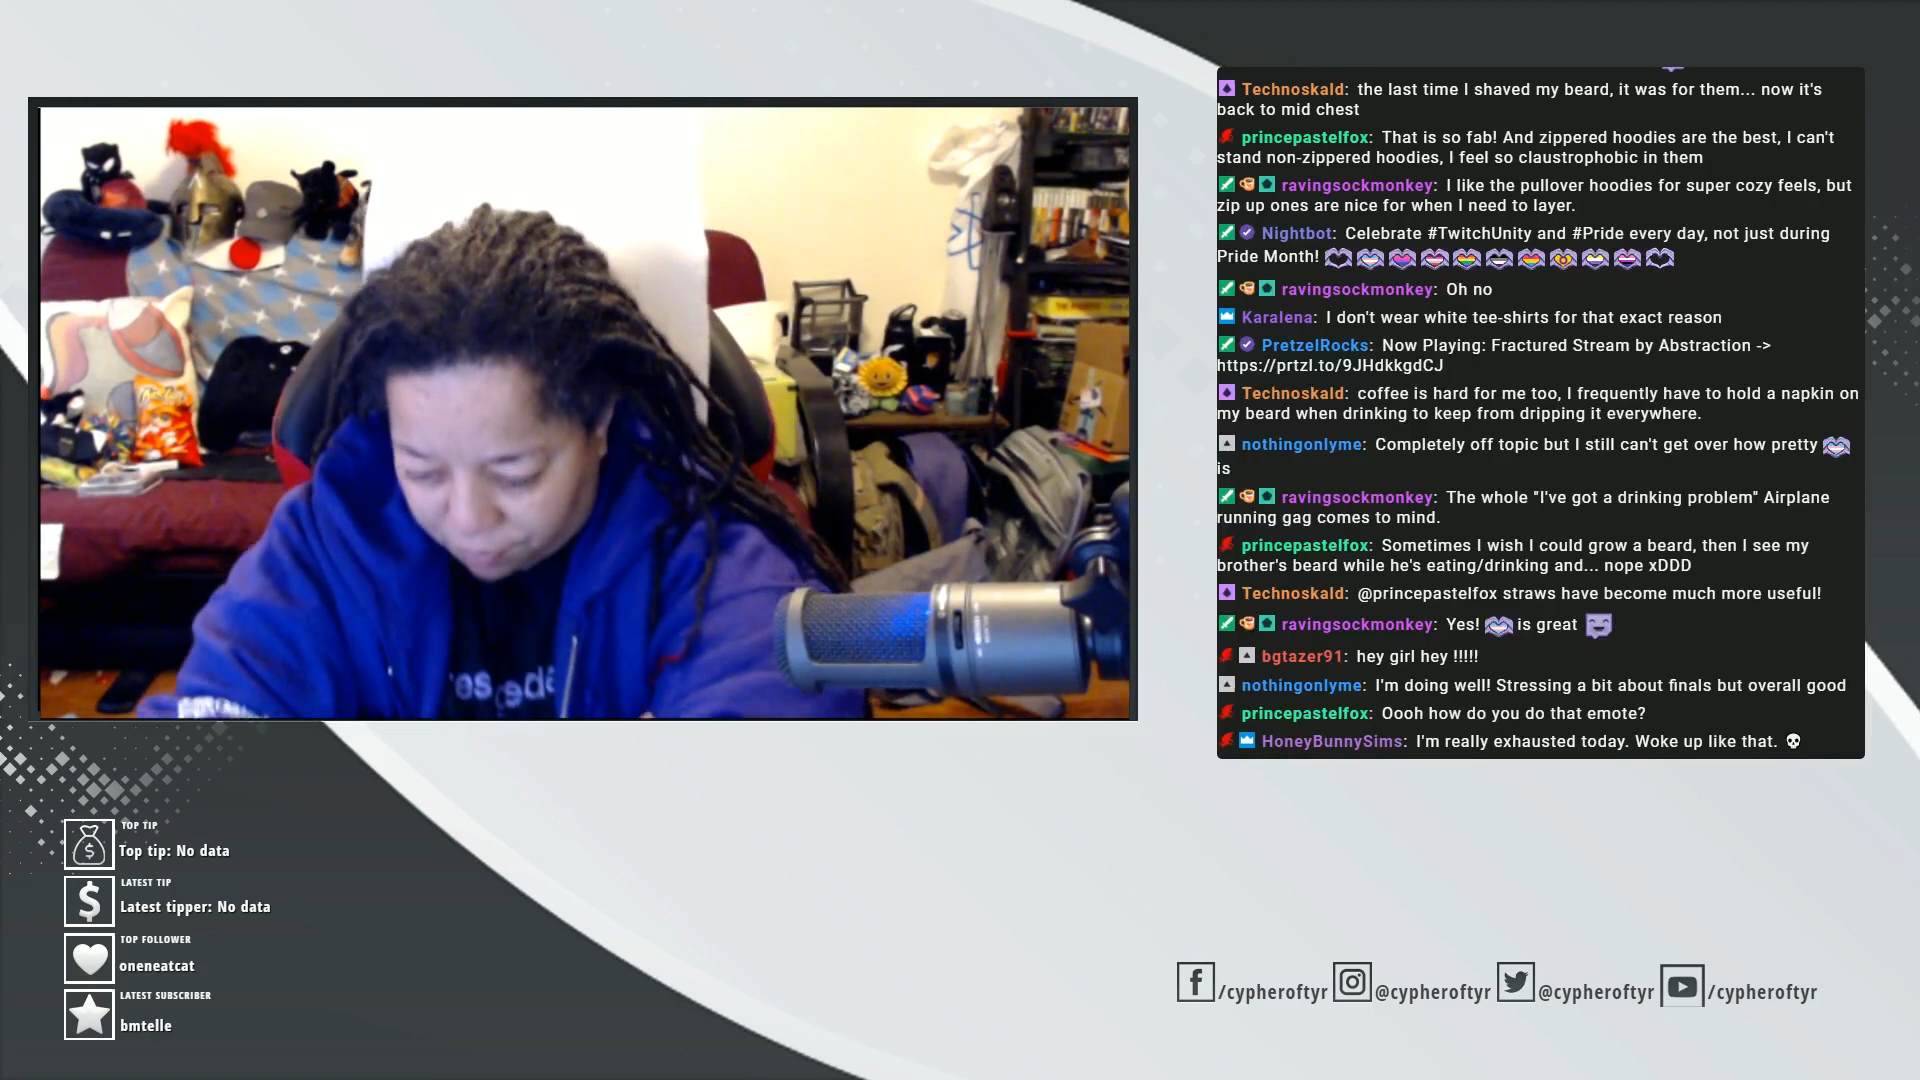 Technoskald: the last time I shaved my beard, it was for them... now it's
back to mid chest
princepastelfox: That is so fab! And zippered hoodies are the best, I can't
stand non-zippered hoodies, I feel so claustrophobic in them
ravingsockmonkey: I like the pullover hoodies for super cozy feels, but
zip up ones are nice for when I need to layer.
Nightbot: Celebrate #TwitchUnity and #Pride every day, not just during
Pride Month!
ravingsockmonkey: Oh no
Karalena: I don't wear white tee-shirts for that exact reason
PretzelRocks: Now Playing: Fractured Stream by Abstraction ->
https://prtzl.to/9JHdkkgdCJ
Technoskald: coffee is hard for me too, I frequently have to hold a napkin on
my beard when drinking to keep from dripping it everywhere.
nothingonlyme: Completely off topic but I still can't get over how pretty
is
ravingsockmonkey: The whole "I've got a drinking problem" Airplane
running gag comes to mind.
princepastelfox: Sometimes I wish I could grow a beard, then I see my
brother's beard while he's eating/drinking and... nope xDDD
Technoskald: @princepastelfox straws have become much more useful!
ravingsockmonkey: Yes! is great
bgtazer91: hey girl hey !!!!!
nothingonlyme: I'm doing well! Stressing a bit about finals but overall good
princepastelfox: Oooh how do you do that emote?
HoneyBunnySims: I'm really exhausted today. Woke up like that.
TOP TIP
Top tip: No data
LATEST TIP
Latest tipper: No data
TOP FOLLOWER
oneneatcat
LATEST SUBSCRIBER
bmtelle
/cypheroftyr @cypheroftyr @cypheroftyr /cypheroftyr